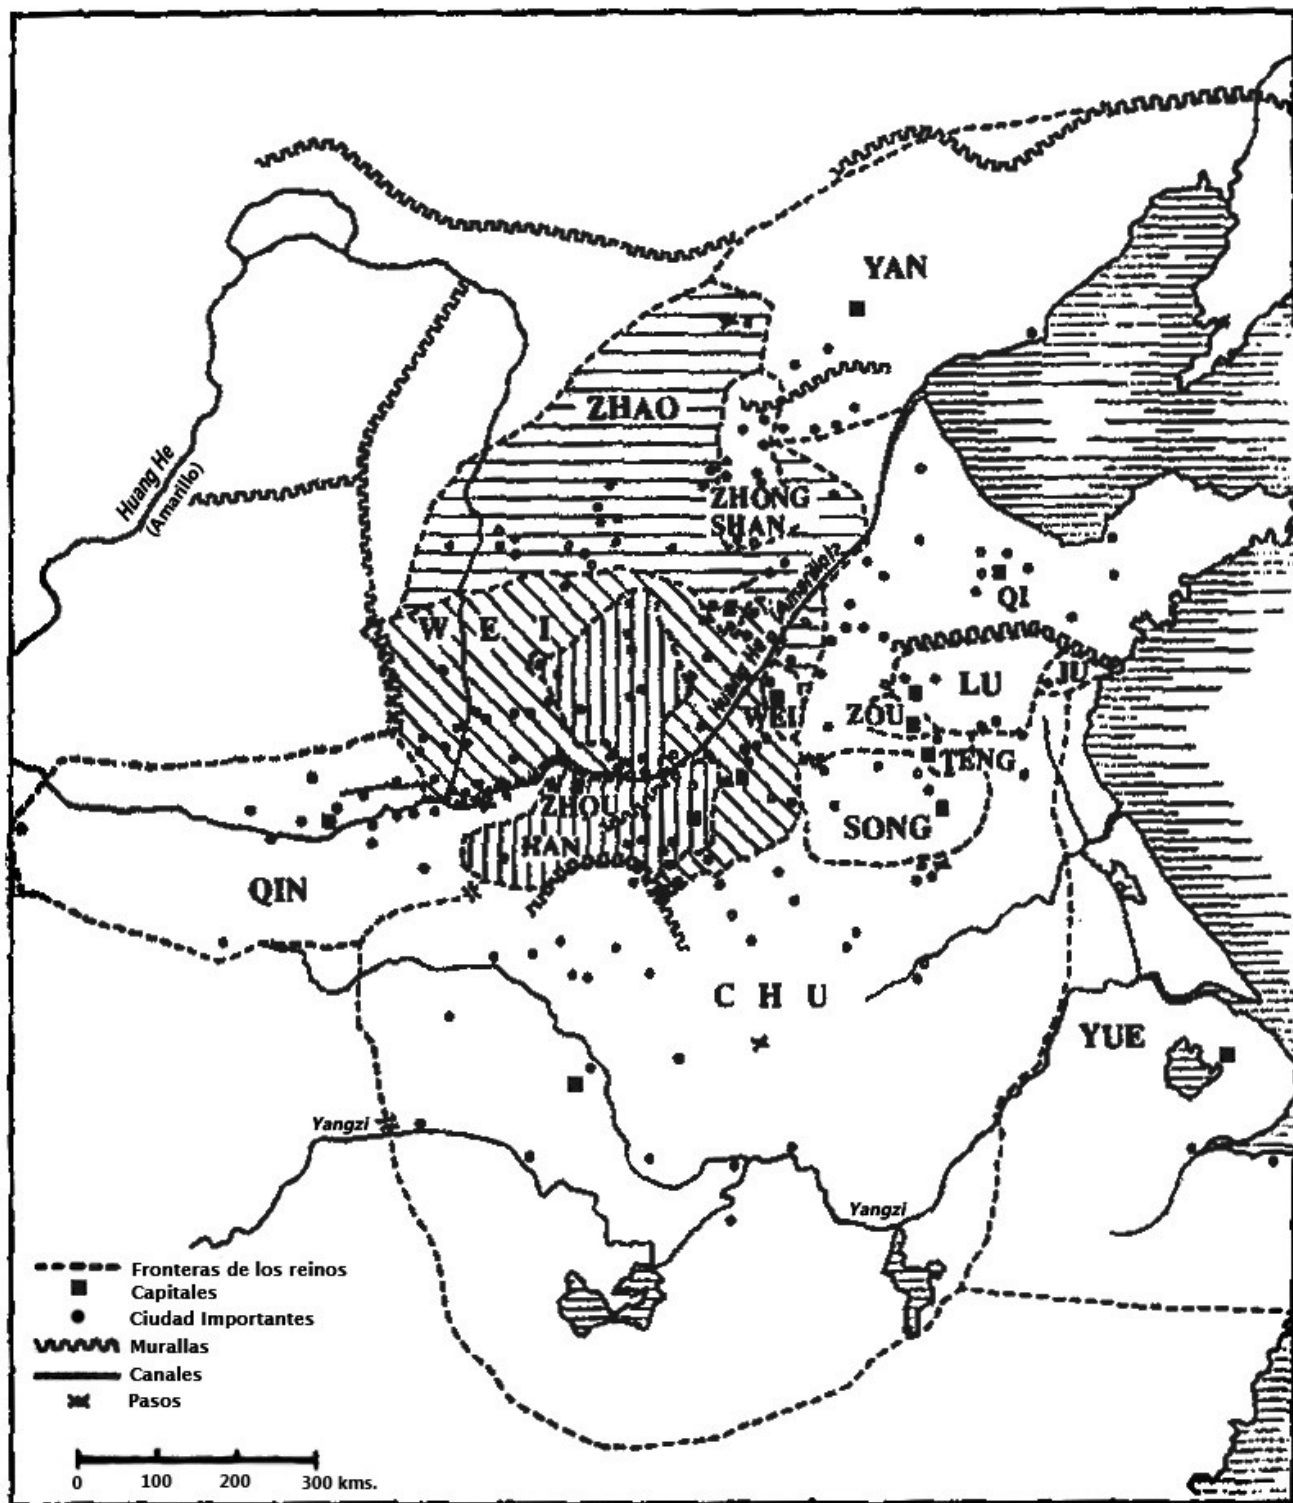 YAN
ZHAO
Huang He
(Amarillo)
ZHONG
SHAN
QI
W E I
Huang He (Amarillo)
LU
JU
WEI
ZOU
TENG
ZHOU
SONG
HAN
QIN
C H U
YUE
Yangzi
Yangzi
Fronteras de los reinos
Capitales
Ciudad Importantes
Murallas
Canales
Pasos
0 100 200 300 kms.